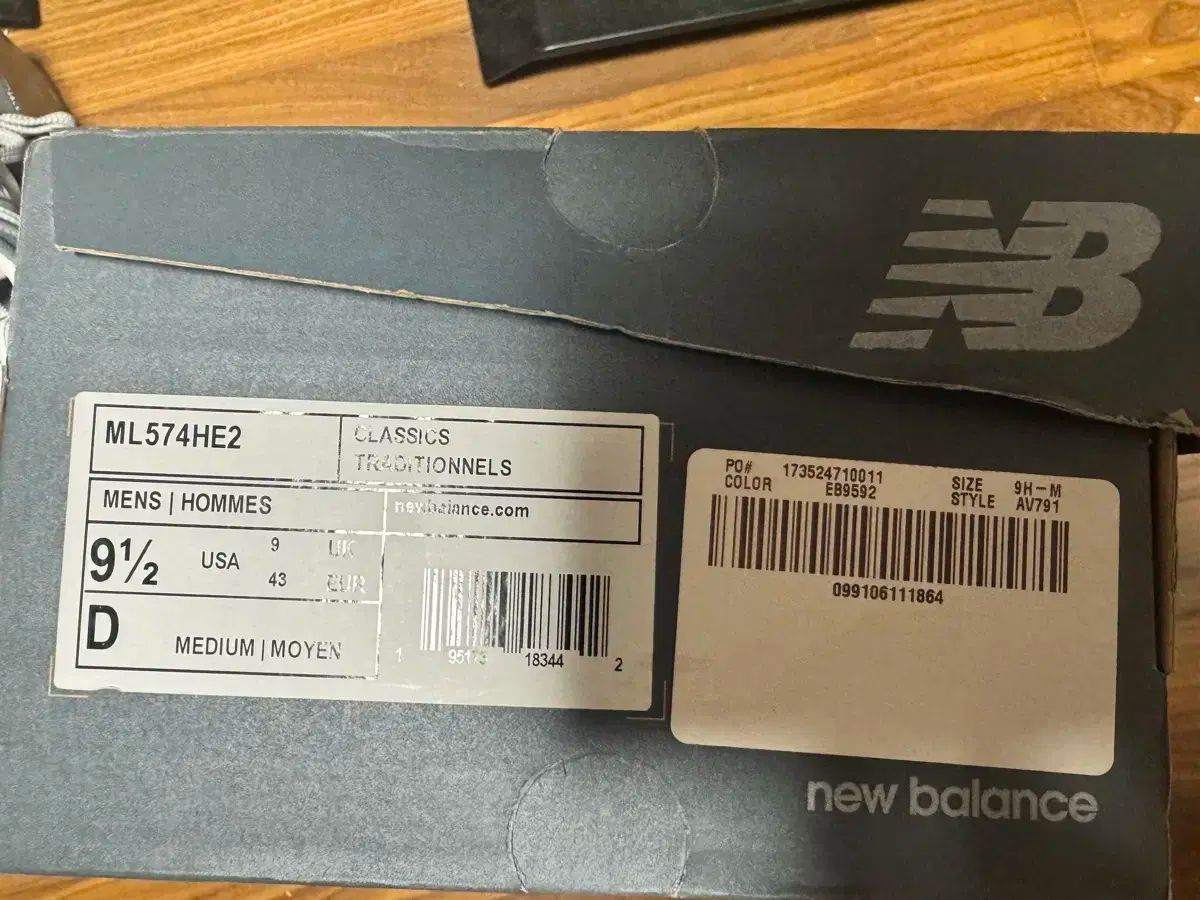 NB
ML574HE2
CLASSICS
TRADITIONNELS
MENS | HOMMES
newbalance.com
9½ USA 9 UK
43 EUR
D MEDIUM | MOYEN
1 18344 2
PO# 173524710011 SIZE 9H-M
COLOR EB9592 STYLE AV791
099106111864
new balance